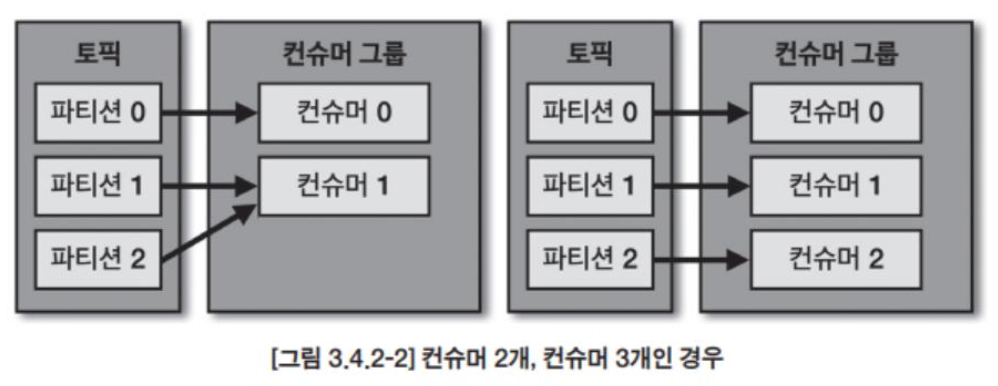 토픽
파티션 0
파티션 1
파티션 2
컨슈머 그룹
컨슈머 0
컨슈머 1
토픽
파티션 0
파티션 1
파티션 2
컨슈머 그룹
컨슈머 0
컨슈머 1
컨슈머 2
[그림 3.4.2-2] 컨슈머 2개, 컨슈머 3개인 경우